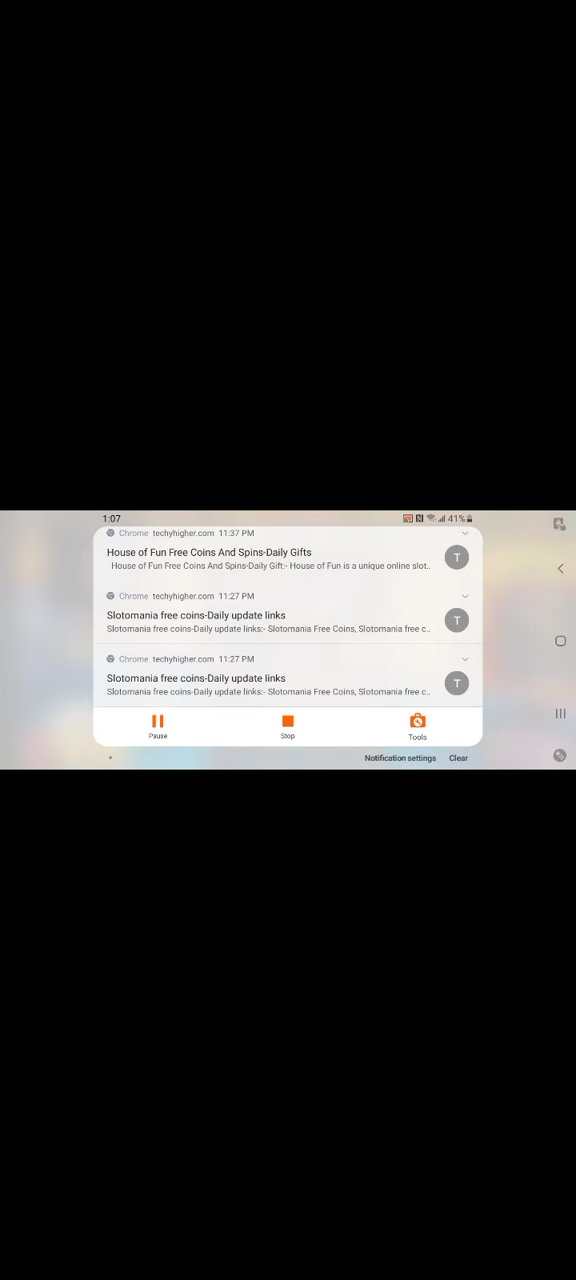 1:07
41%
Chrome techyhigher.com 11:37 PM
House of Fun Free Coins And Spins-Daily Gifts
House of Fun Free Coins And Spins-Daily Gift:- House of Fun is a unique online slot..
T
Chrome techyhigher.com 11:27 PM
Slotomania free coins-Daily update links
Slotomania free coins-Daily update links:- Slotomania Free Coins, Slotomania free c..
T
Chrome techyhigher.com 11:27 PM
Slotomania free coins-Daily update links
Slotomania free coins-Daily update links:- Slotomania Free Coins, Slotomania free c..
T
Pause Stop Tools
Notification settings Clear